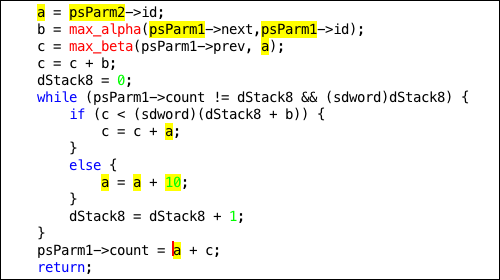 a = psParm2->id;
b = max_alpha(psParm1->next,psParm1->id);
c = max_beta(psParm1->prev, a);
c = c + b;
dStack8 = 0;
while (psParm1->count != dStack8 && (sdword)dStack8) {
if (c < (sdword)(dStack8 + b)) {
c = c + a;
}
else {
a = a + 10;
}
dStack8 = dStack8 + 1;
}
psParm1->count = a + c;
return;